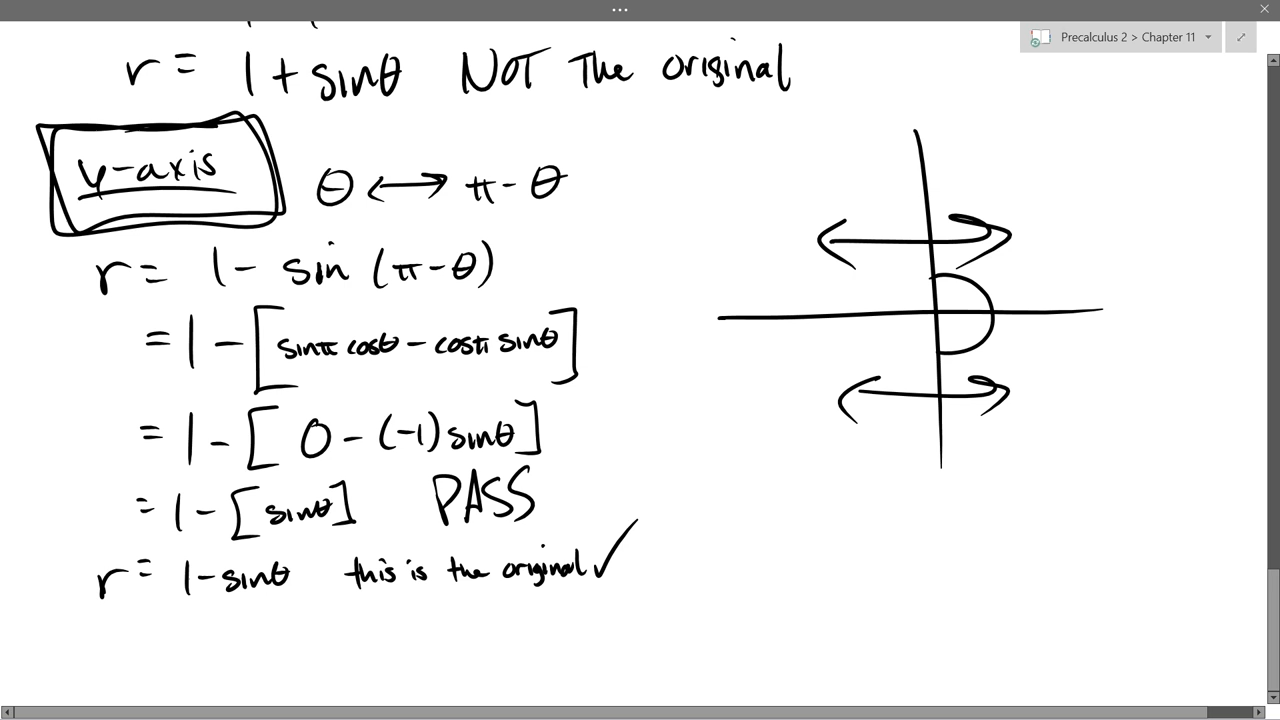 Precalculus 2 > Chapter 11
r = 1 + sinθ NOT The original
y-axis θ ↔ π - θ
r = 1 - sin (π - θ)
= 1 - [sinπ cosθ - cosπ sinθ]
= 1 - [0 - (-1) sinθ]
= 1 - [sinθ] PASS
r = 1 - sinθ this is the original ✓